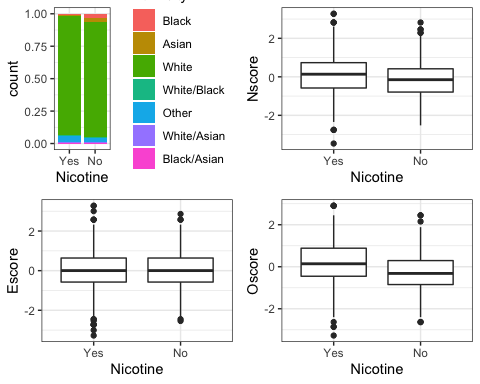 1.00
0.75
0.50
0.25
0.00
count
Yes No
Nicotine
Black
Asian
White
White/Black
Other
White/Asian
Black/Asian
2
0
-2
Nscore
Yes No
Nicotine
2
0
-2
Escore
Yes No
Nicotine
2
0
-2
Oscore
Yes No
Nicotine